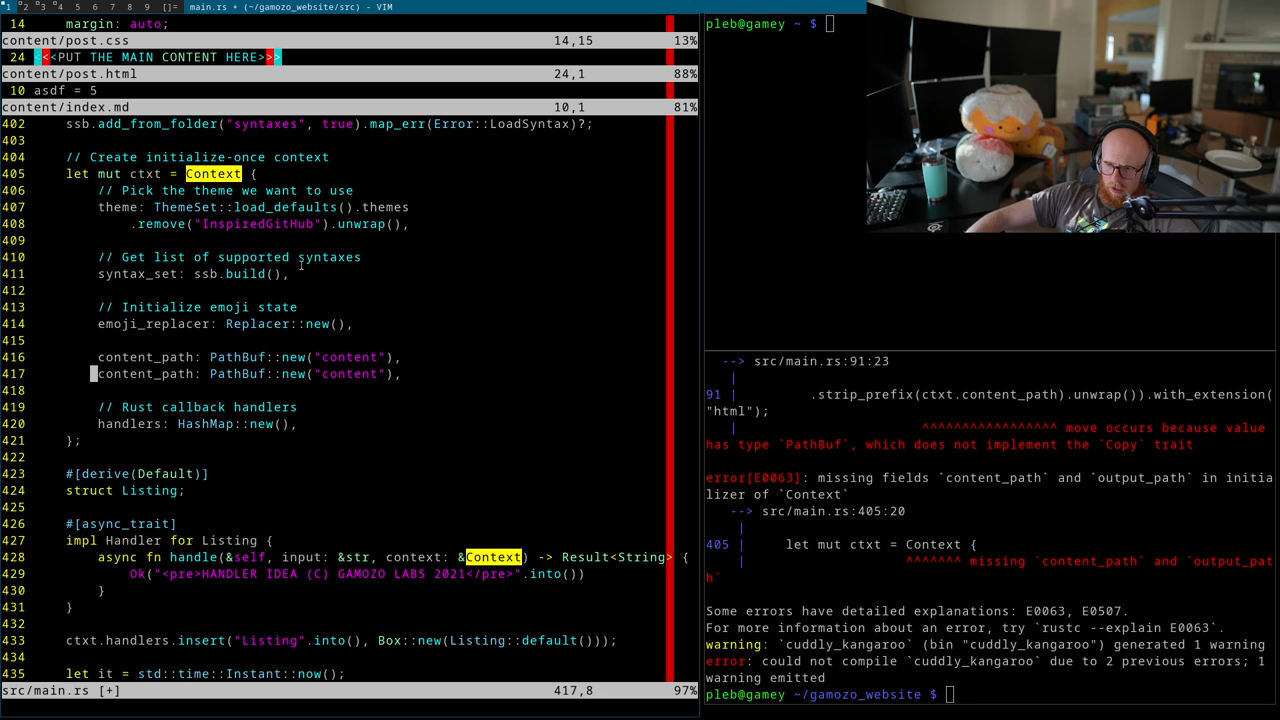 1 2 3 4 5 6 7 8 9 []= main.rs + (~/gamozo_website/src) - VIM
14 margin: auto;
content/post.css 14,15 13%
24 <<<PUT THE MAIN CONTENT HERE>>>
content/post.html 24,1 88%
10 asdf = 5
content/index.md 10,1 81%
402 ssb.add_from_folder("syntaxes", true).map_err(Error::LoadSyntax)?;
403
404 // Create initialize-once context
405 let mut ctxt = Context {
406 // Pick the theme we want to use
407 theme: ThemeSet::load_defaults().themes
408 .remove("InspiredGitHub").unwrap(),
409
410 // Get list of supported syntaxes
411 syntax_set: ssb.build(),
412
413 // Initialize emoji state
414 emoji_replacer: Replacer::new(),
415
416 content_path: PathBuf::new("content"),
417 content_path: PathBuf::new("content"),
418
419 // Rust callback handlers
420 handlers: HashMap::new(),
421 };
422
423 #[derive(Default)]
424 struct Listing;
425
426 #[async_trait]
427 impl Handler for Listing {
428 async fn handle(&self, input: &str, context: &Context) -> Result<String> {
429 Ok("<pre>HANDLER IDEA (C) GAMOZO LABS 2021</pre>".into())
430 }
431 }
432
433 ctxt.handlers.insert("Listing".into(), Box::new(Listing::default()));
434
435 let it = std::time::Instant::now();
src/main.rs [+] 417,8 97%
pleb@gamey ~ $
--> src/main.rs:91:23
|
91 | .strip_prefix(ctxt.content_path).unwrap()).with_extension(
"html");
| ^^^^^^^^^^^^^^^^^ move occurs because value
has type `PathBuf`, which does not implement the `Copy` trait
error[E0063]: missing fields `content_path` and `output_path` in initia
lizer of `Context`
--> src/main.rs:405:20
|
405 | let mut ctxt = Context {
| ^^^^^^^ missing `content_path` and `output_pat
h`
Some errors have detailed explanations: E0063, E0507.
For more information about an error, try `rustc --explain E0063`.
warning: `cuddly_kangaroo` (bin "cuddly_kangaroo") generated 1 warning
error: could not compile `cuddly_kangaroo` due to 2 previous errors; 1
warning emitted
pleb@gamey ~/gamozo_website $